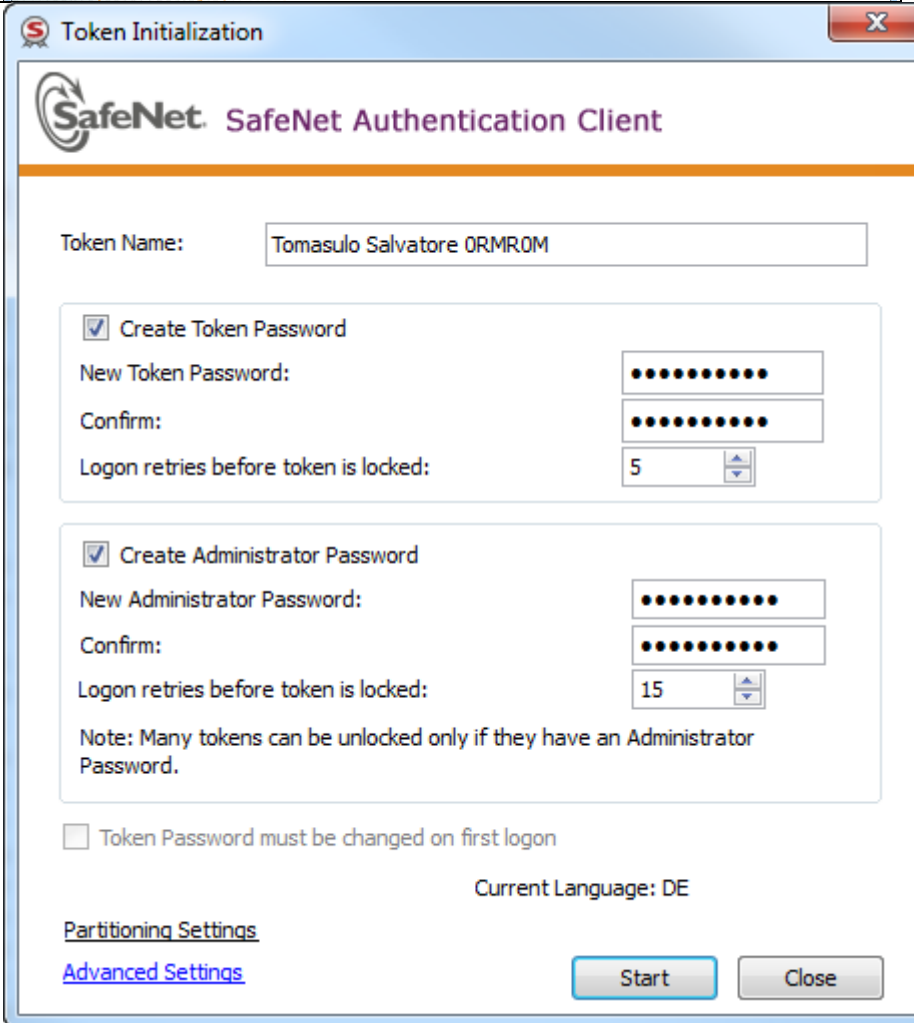 Token Initialization
SafeNet. SafeNet Authentication Client
Token Name: Tomasulo Salvatore 0RMR0M
Create Token Password
New Token Password: ●●●●●●●●●●
Confirm: ●●●●●●●●●●
Logon retries before token is locked: 5
Create Administrator Password
New Administrator Password: ●●●●●●●●●●
Confirm: ●●●●●●●●●●
Logon retries before token is locked: 15
Note: Many tokens can be unlocked only if they have an Administrator
Password.
Token Password must be changed on first logon
Current Language: DE
Partitioning Settings
Advanced Settings
Start Close